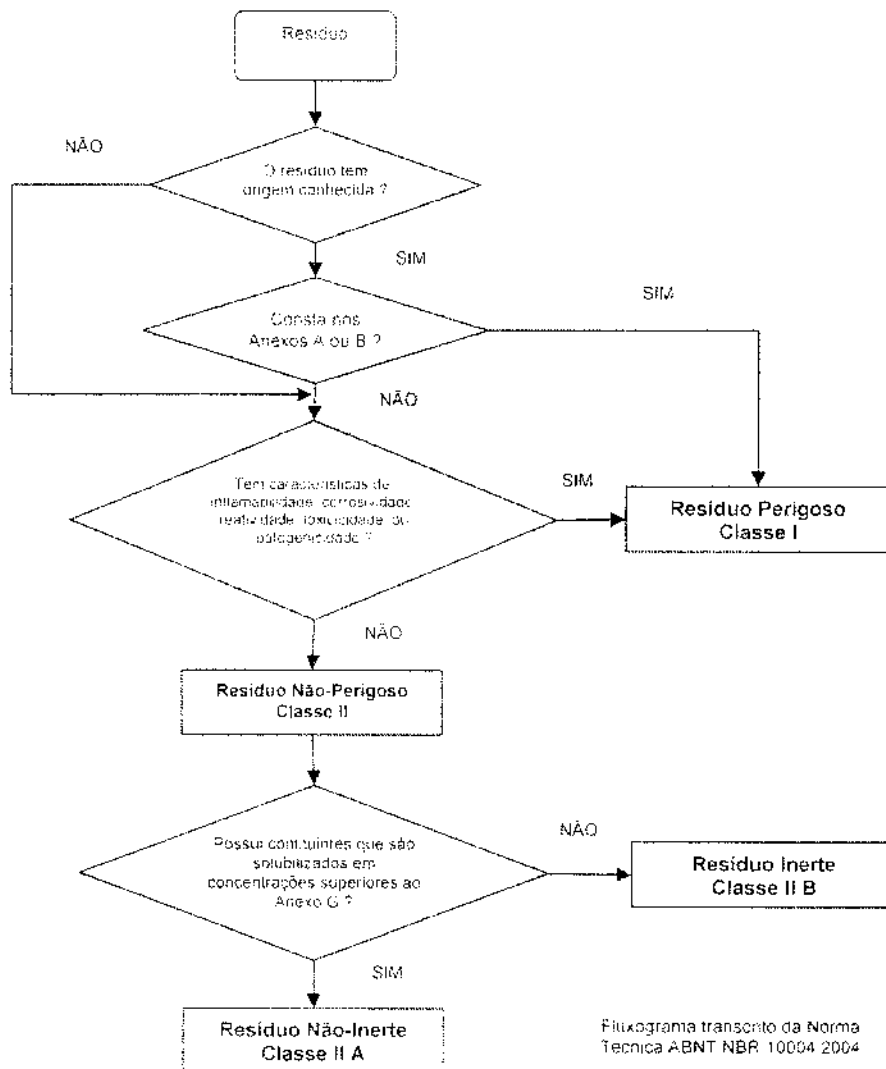 Resíduo
NÃO
O resíduo tem
origem conhecida ?
SIM
SIM
Consta nos
Anexos A ou B ?
NÃO
Tem características de
inflamabilidade, corrosividade,
reatividade, toxicidade, ou
patogenicidade ?
SIM
Resíduo Perigoso
Classe I
NÃO
Resíduo Não-Perigoso
Classe II
Possui contituintes que são
solubilizados em
concentrações superiores ao
Anexo G ?
NÃO
Resíduo Inerte
Classe II B
SIM
Resíduo Não-Inerte
Classe II A
Fluxograma transcrito da Norma
Técnica ABNT NBR 10004:2004